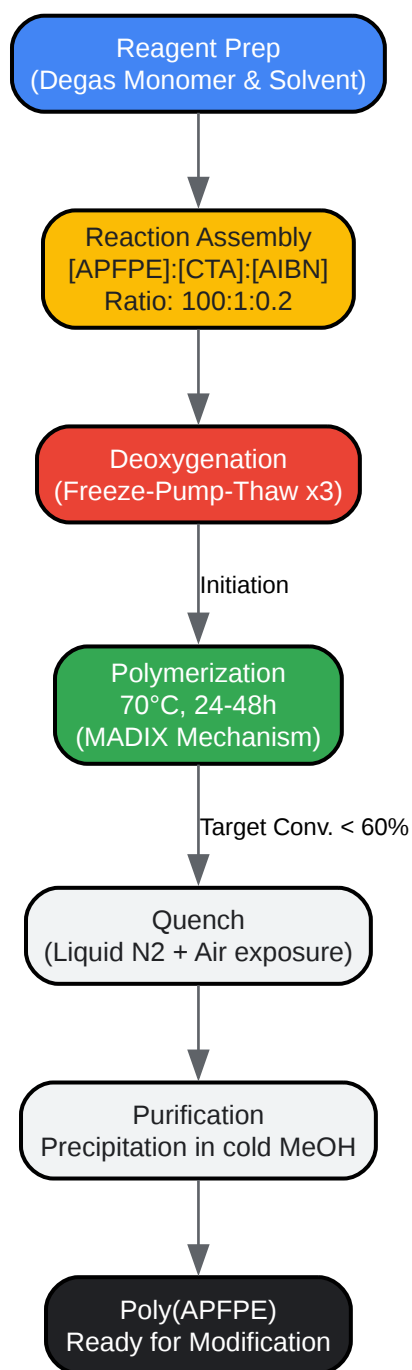 Reagent Prep
(Degas Monomer & Solvent)
Reaction Assembly
[APFPE]:[CTA]:[AIBN]
Ratio: 100:1:0.2
Deoxygenation
(Freeze-Pump-Thaw x3)
Initiation
Polymerization
70°C, 24-48h
(MADIX Mechanism)
Target Conv. < 60%
Quench
(Liquid N2 + Air exposure)
Purification
Precipitation in cold MeOH
Poly(APFPE)
Ready for Modification